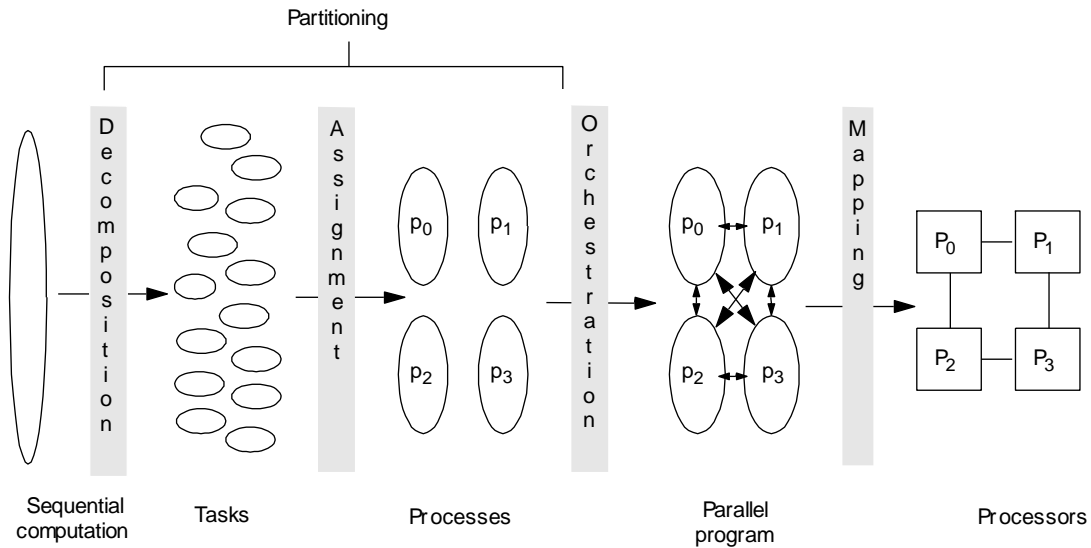 Partitioning
Decomposition
Assignment
Orchestration
Mapping
p0 p1
p2 p3
p0 p1
p2 p3
P0 P1
P2 P3
Sequential
computation
Tasks
Processes
Parallel
program
Processors